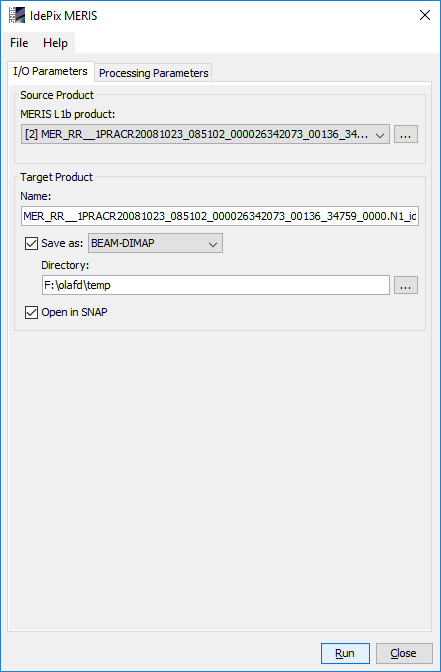 IdePix MERIS
File Help
I/O Parameters Processing Parameters
Source Product
MERIS L1b product:
[2] MER_RR__1PRACR20081023_085102_000026342073_00136_34... ...
Target Product
Name:
MER_RR__1PRACR20081023_085102_000026342073_00136_34759_0000.N1_id
Save as: BEAM-DIMAP
Directory:
F:\olafd\temp ...
Open in SNAP
Run Close